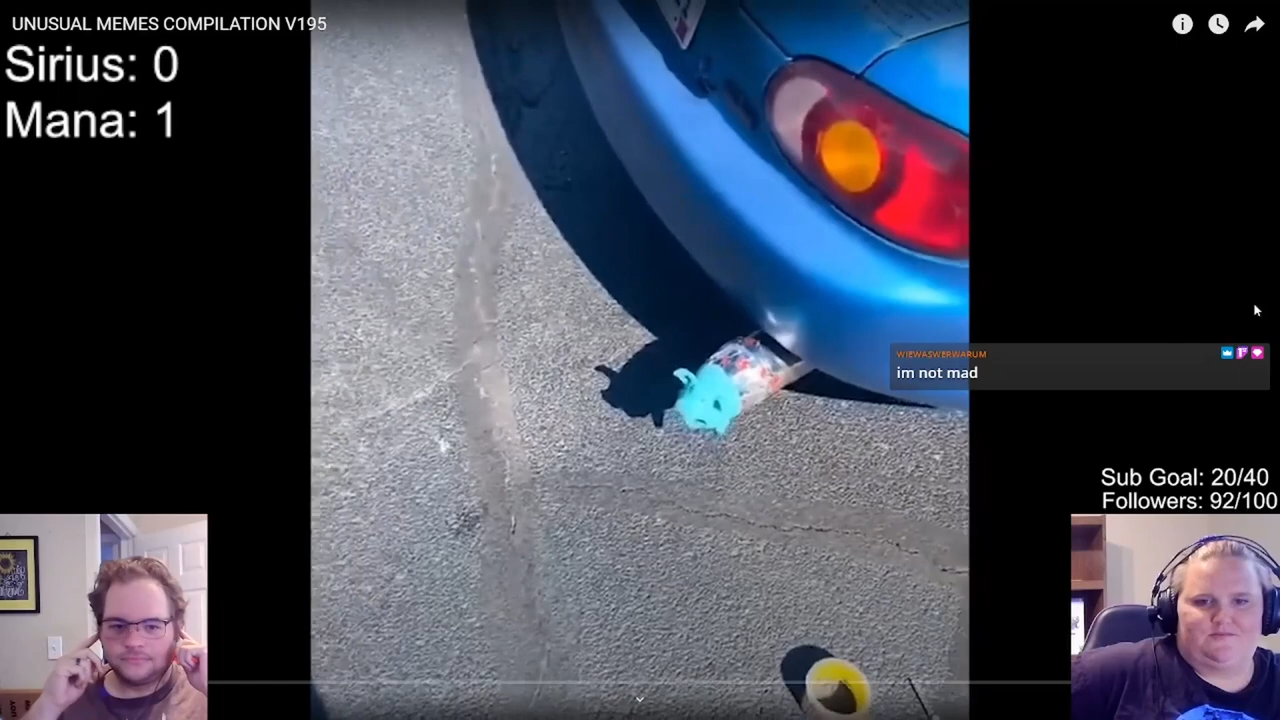 UNUSUAL MEMES COMPILATION V195
Sirius: 0
Mana: 1
WIEWASWERWARUM
im not mad
Sub Goal: 20/40
Followers: 92/100